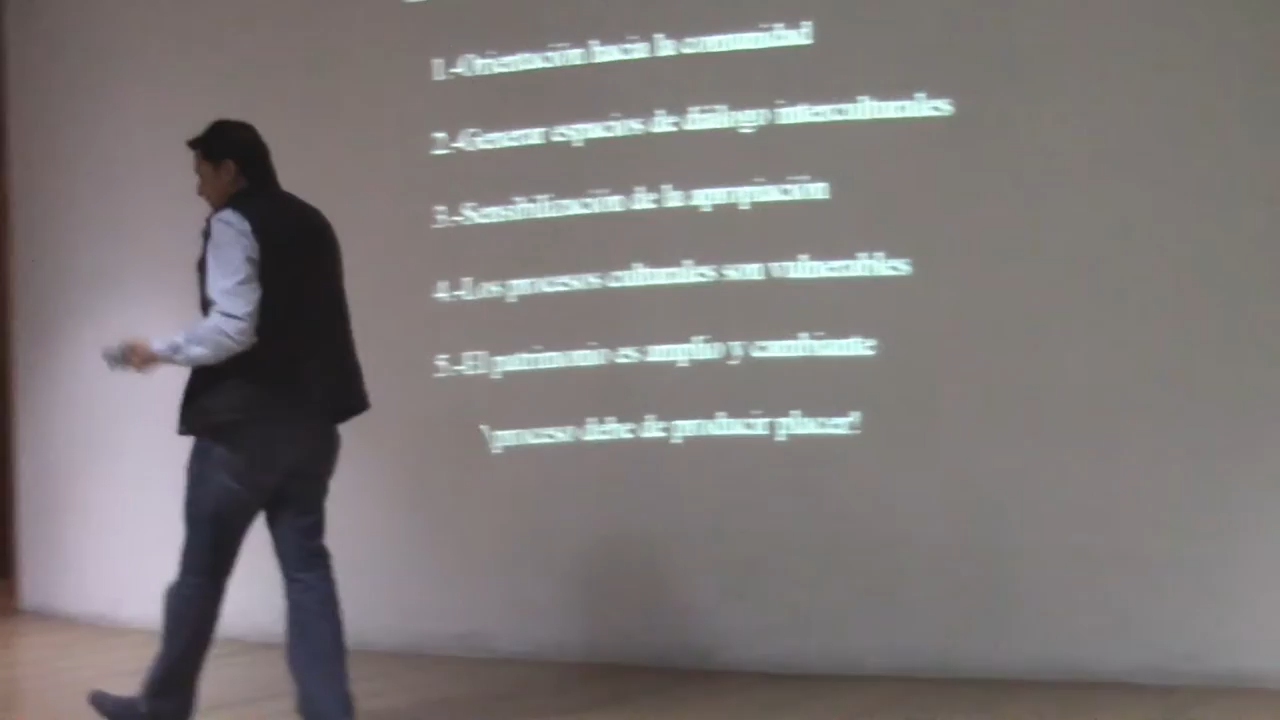 1.-Orientación hacia la comunidad
2.-Generar espacios de diálogo interculturales
3.-Sensibilización de la apropiación
4.-Los procesos culturales son vulnerables
5.-El patrimonio es amplio y cambiante
\proceso debe de producir placer!